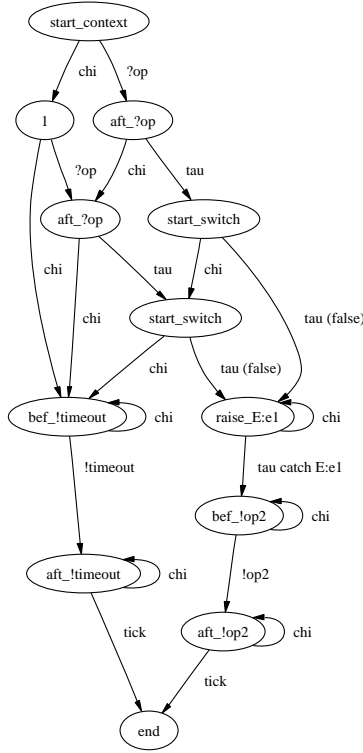 start_context
chi
?op
1
aft_?op
?op
chi
tau
aft_?op
start_switch
chi
chi
tau
chi
tau (false)
start_switch
chi
tau (false)
bef_!timeout
chi
raise_E:e1
chi
!timeout
tau catch E:e1
bef_!op2
chi
aft_!timeout
chi
!op2
aft_!op2
chi
tick
tick
end